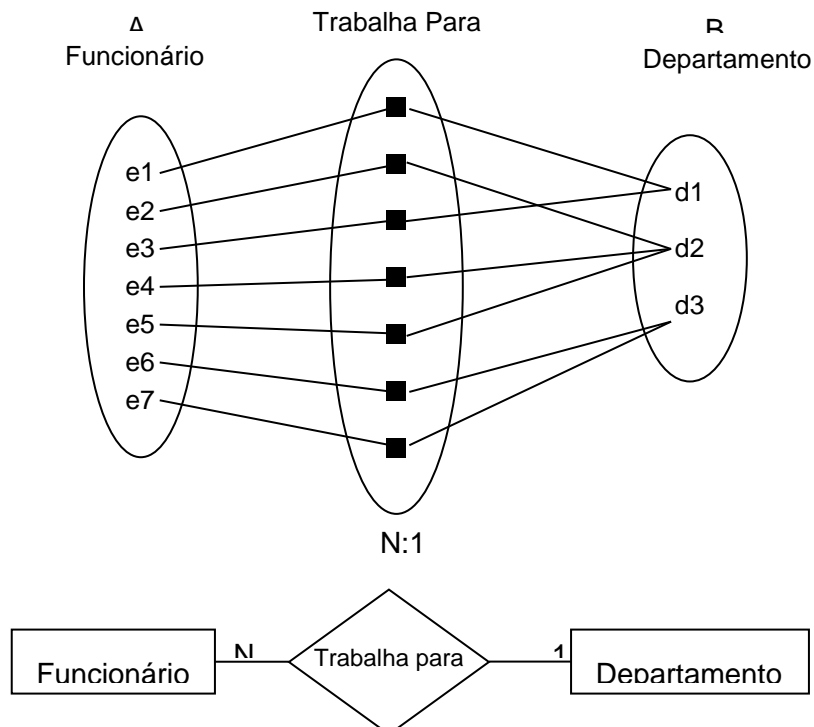 A Trabalha Para B
Funcionário Departamento
e1
e2 d1
e3
e4 d2
e5 d3
e6
e7
N:1
Funcionário N Trabalha para 1 Departamento